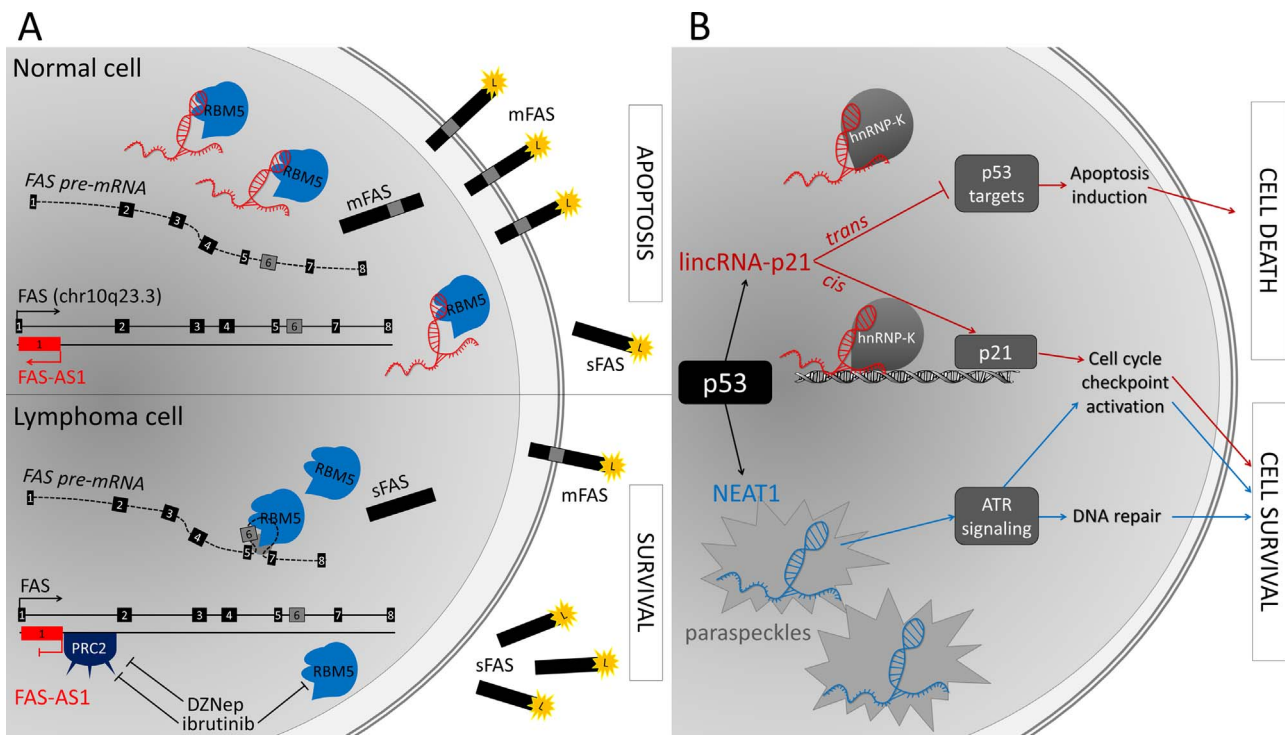 A
Normal cell
RBM5
RBM5
FAS pre-mRNA
1 2 3 4 5 6 7 8
mFAS
L
mFAS
L
L
APOPTOSIS
FAS (chr10q23.3)
1 2 3 4 5 6 7 8
1
FAS-AS1
RBM5
L
sFAS
Lymphoma cell
FAS pre-mRNA
1 2 3 4 5 6 7 8
RBM5
RBM5
sFAS
L
mFAS
SURVIVAL
FAS
1 2 3 4 5 6 7 8
1
PRC2
FAS-AS1
RBM5
DZNep
ibrutinib
L
sFAS
L
L
B
hnRNP-K
p53
targets
Apoptosis
induction
CELL DEATH
trans
lincRNA-p21
cis
hnRNP-K
p21
p53
Cell cycle
checkpoint
activation
NEAT1
ATR
signaling
DNA repair
CELL SURVIVAL
paraspeckles